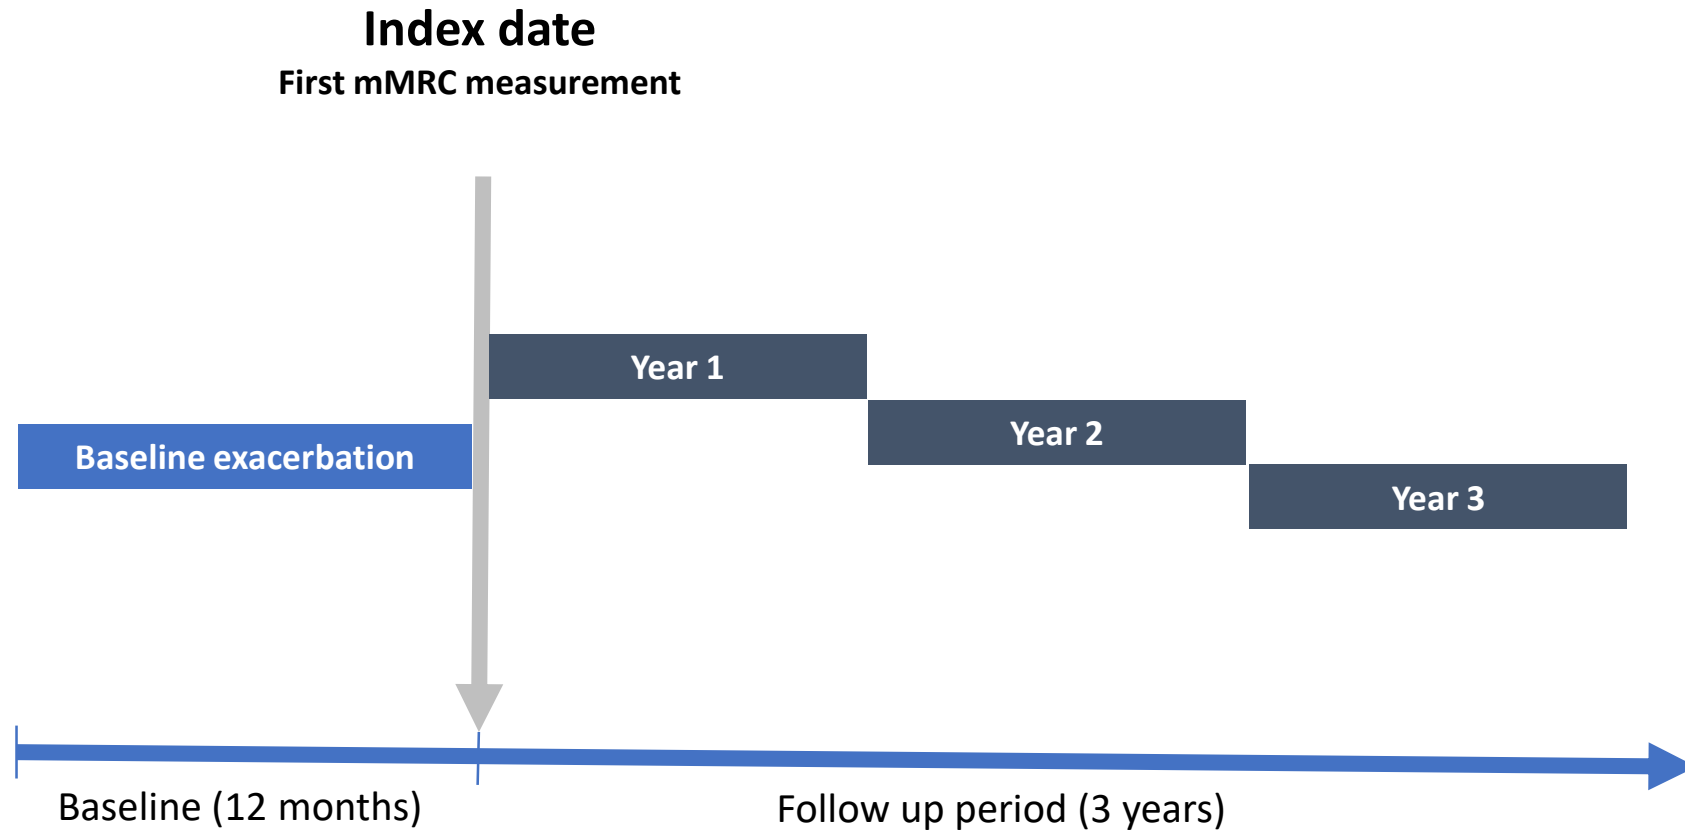 Index date
First mMRC measurement
Year 1
Year 2
Baseline exacerbation
Year 3
Baseline (12 months)
Follow up period (3 years)